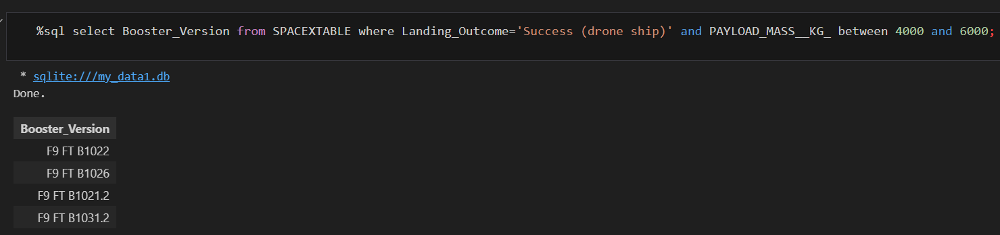 %sql select Booster_Version from SPACEXTABLE where Landing_Outcome='Success (drone ship)' and PAYLOAD_MASS__KG_ between 4000 and 6000;
* sqlite:///my_data1.db
Done.
Booster_Version
F9 FT B1022
F9 FT B1026
F9 FT B1021.2
F9 FT B1031.2